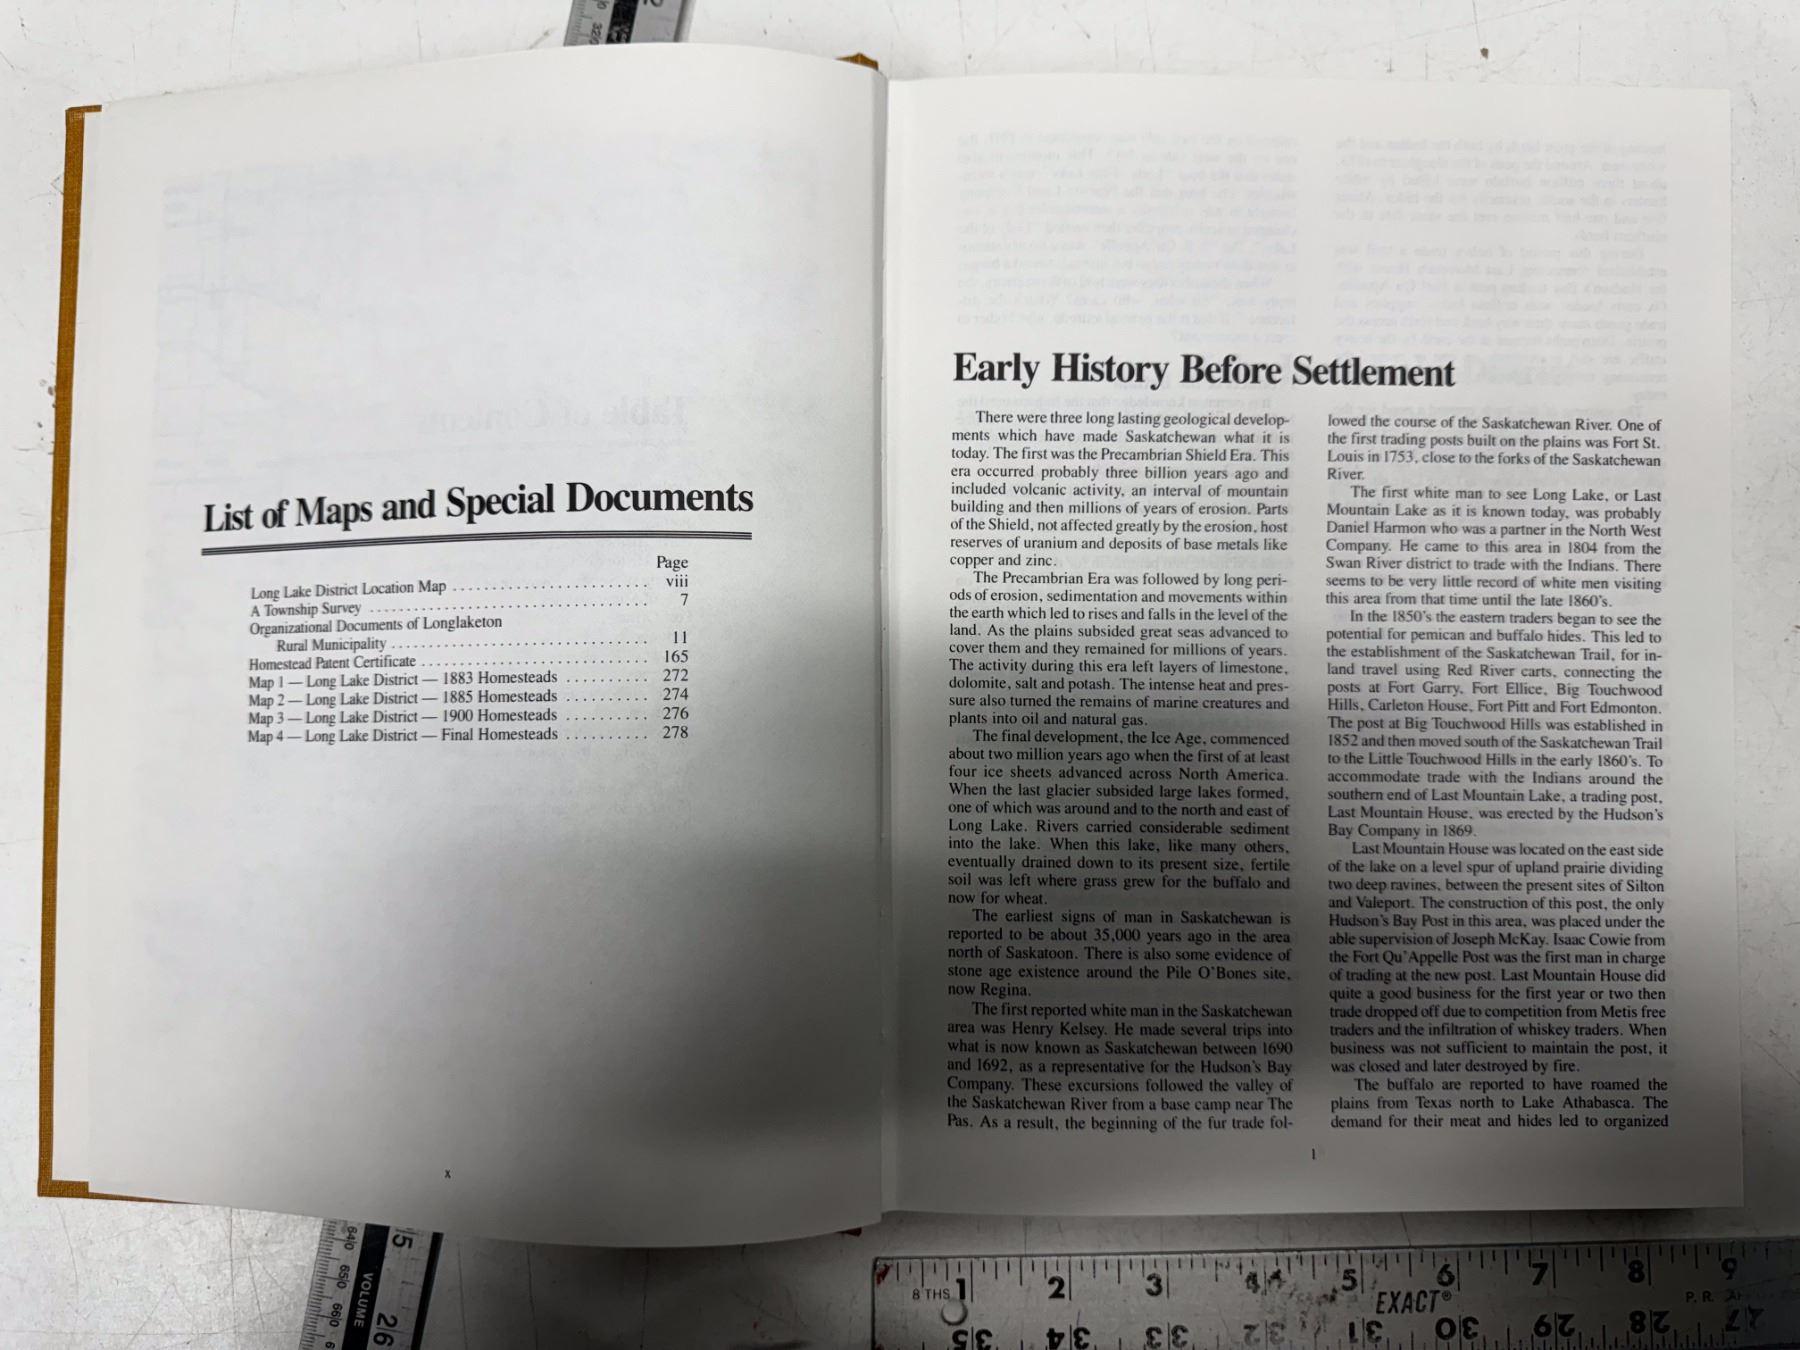 List of Maps and Special Documents
Page
Long Lake District Location Map . . . . . . . . . . . . . . . . . . . . . . viii
A Township Survey . . . . . . . . . . . . . . . . . . . . . . . . . . . . . . . 7
Organizational Documents of Longlaketon
Rural Municipality . . . . . . . . . . . . . . . . . . . . . . . . . . . . 11
Homestead Patent Certificate . . . . . . . . . . . . . . . . . . . . . . . . . 165
Map 1 — Long Lake District — 1883 Homesteads . . . . . . . . . . 272
Map 2 — Long Lake District — 1885 Homesteads . . . . . . . . . . 274
Map 3 — Long Lake District — 1900 Homesteads . . . . . . . . . . 276
Map 4 — Long Lake District — Final Homesteads . . . . . . . . . . 278
x
Early History Before Settlement
There were three long lasting geological develop-
ments which have made Saskatchewan what it is
today. The first was the Precambrian Shield Era. This
era occurred probably three billion years ago and
included volcanic activity, an interval of mountain
building and then millions of years of erosion. Parts
of the Shield, not affected greatly by the erosion, host
reserves of uranium and deposits of base metals like
copper and zinc.
The Precambrian Era was followed by long peri-
ods of erosion, sedimentation and movements within
the earth which led to rises and falls in the level of the
land. As the plains subsided great seas advanced to
cover them and they remained for millions of years.
The activity during this era left layers of limestone,
dolomite, salt and potash. The intense heat and pres-
sure also turned the remains of marine creatures and
plants into oil and natural gas.
The final development, the Ice Age, commenced
about two million years ago when the first of at least
four ice sheets advanced across North America.
When the last glacier subsided large lakes formed,
one of which was around and to the north and east of
Long Lake. Rivers carried considerable sediment
into the lake. When this lake, like many others,
eventually drained down to its present size, fertile
soil was left where grass grew for the buffalo and
now for wheat.
The earliest signs of man in Saskatchewan is
reported to be about 35,000 years ago in the area
north of Saskatoon. There is also some evidence of
stone age existence around the Pile O'Bones site,
now Regina.
The first reported white man in the Saskatchewan
area was Henry Kelsey. He made several trips into
what is now known as Saskatchewan between 1690
and 1692, as a representative for the Hudson's Bay
Company. These excursions followed the valley of
the Saskatchewan River from a base camp near The
Pas. As a result, the beginning of the fur trade fol-
lowed the course of the Saskatchewan River. One of
the first trading posts built on the plains was Fort St.
Louis in 1753, close to the forks of the Saskatchewan
River.
The first white man to see Long Lake, or Last
Mountain Lake as it is known today, was probably
Daniel Harmon who was a partner in the North West
Company. He came to this area in 1804 from the
Swan River district to trade with the Indians. There
seems to be very little record of white men visiting
this area from that time until the late 1860's.
In the 1850's the eastern traders began to see the
potential for pemican and buffalo hides. This led to
the establishment of the Saskatchewan Trail, for in-
land travel using Red River carts, connecting the
posts at Fort Garry, Fort Ellice, Big Touchwood
Hills, Carleton House, Fort Pitt and Fort Edmonton.
The post at Big Touchwood Hills was established in
1852 and then moved south of the Saskatchewan Trail
to the Little Touchwood Hills in the early 1860's. To
accommodate trade with the Indians around the
southern end of Last Mountain Lake, a trading post,
Last Mountain House, was erected by the Hudson's
Bay Company in 1869.
Last Mountain House was located on the east side
of the lake on a level spur of upland prairie dividing
two deep ravines, between the present sites of Silton
and Valeport. The construction of this post, the only
Hudson's Bay Post in this area, was placed under the
able supervision of Joseph McKay. Isaac Cowie from
the Fort Qu'Appelle Post was the first man in charge
of trading at the new post. Last Mountain House did
quite a good business for the first year or two then
trade dropped off due to competition from Metis free
traders and the infiltration of whiskey traders. When
business was not sufficient to maintain the post, it
was closed and later destroyed by fire.
The buffalo are reported to have roamed the
plains from Texas north to Lake Athabasca. The
demand for their meat and hides led to organized
1
8 THS 1 2 3 4 5 6 7 8 9
EXACT®
35 34 33 32 31 30 29 28 27
640 650 660
VOLUME
5
26
320